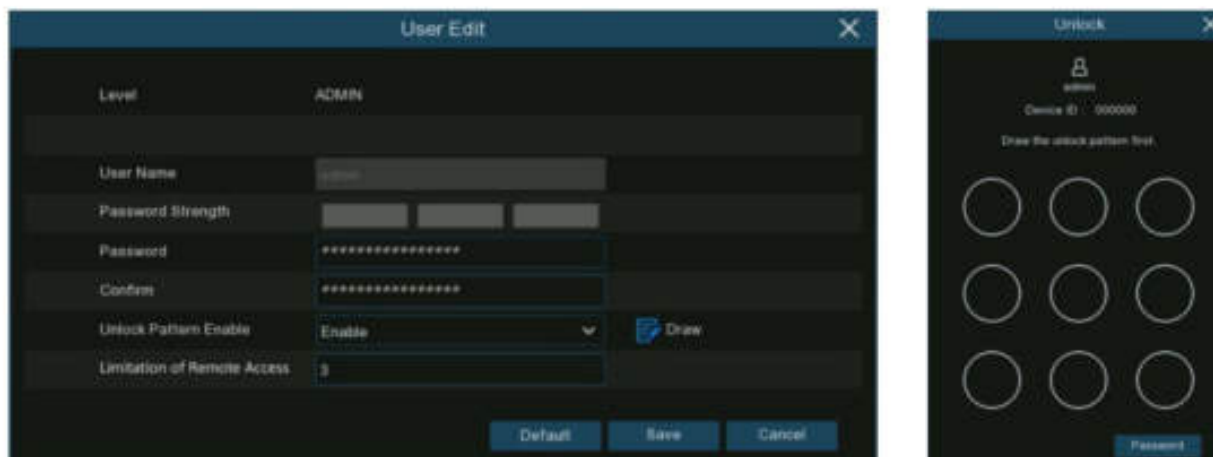 User Edit
Level ADMIN
User Name admin
Password Strength
Password ****************
Confirm ****************
Unlock Pattern Enable Enable Draw
Limitation of Remote Access 3
Default Save Cancel
Unlock
admin
Device ID : 000000
Draw the unlock pattern first.
Password